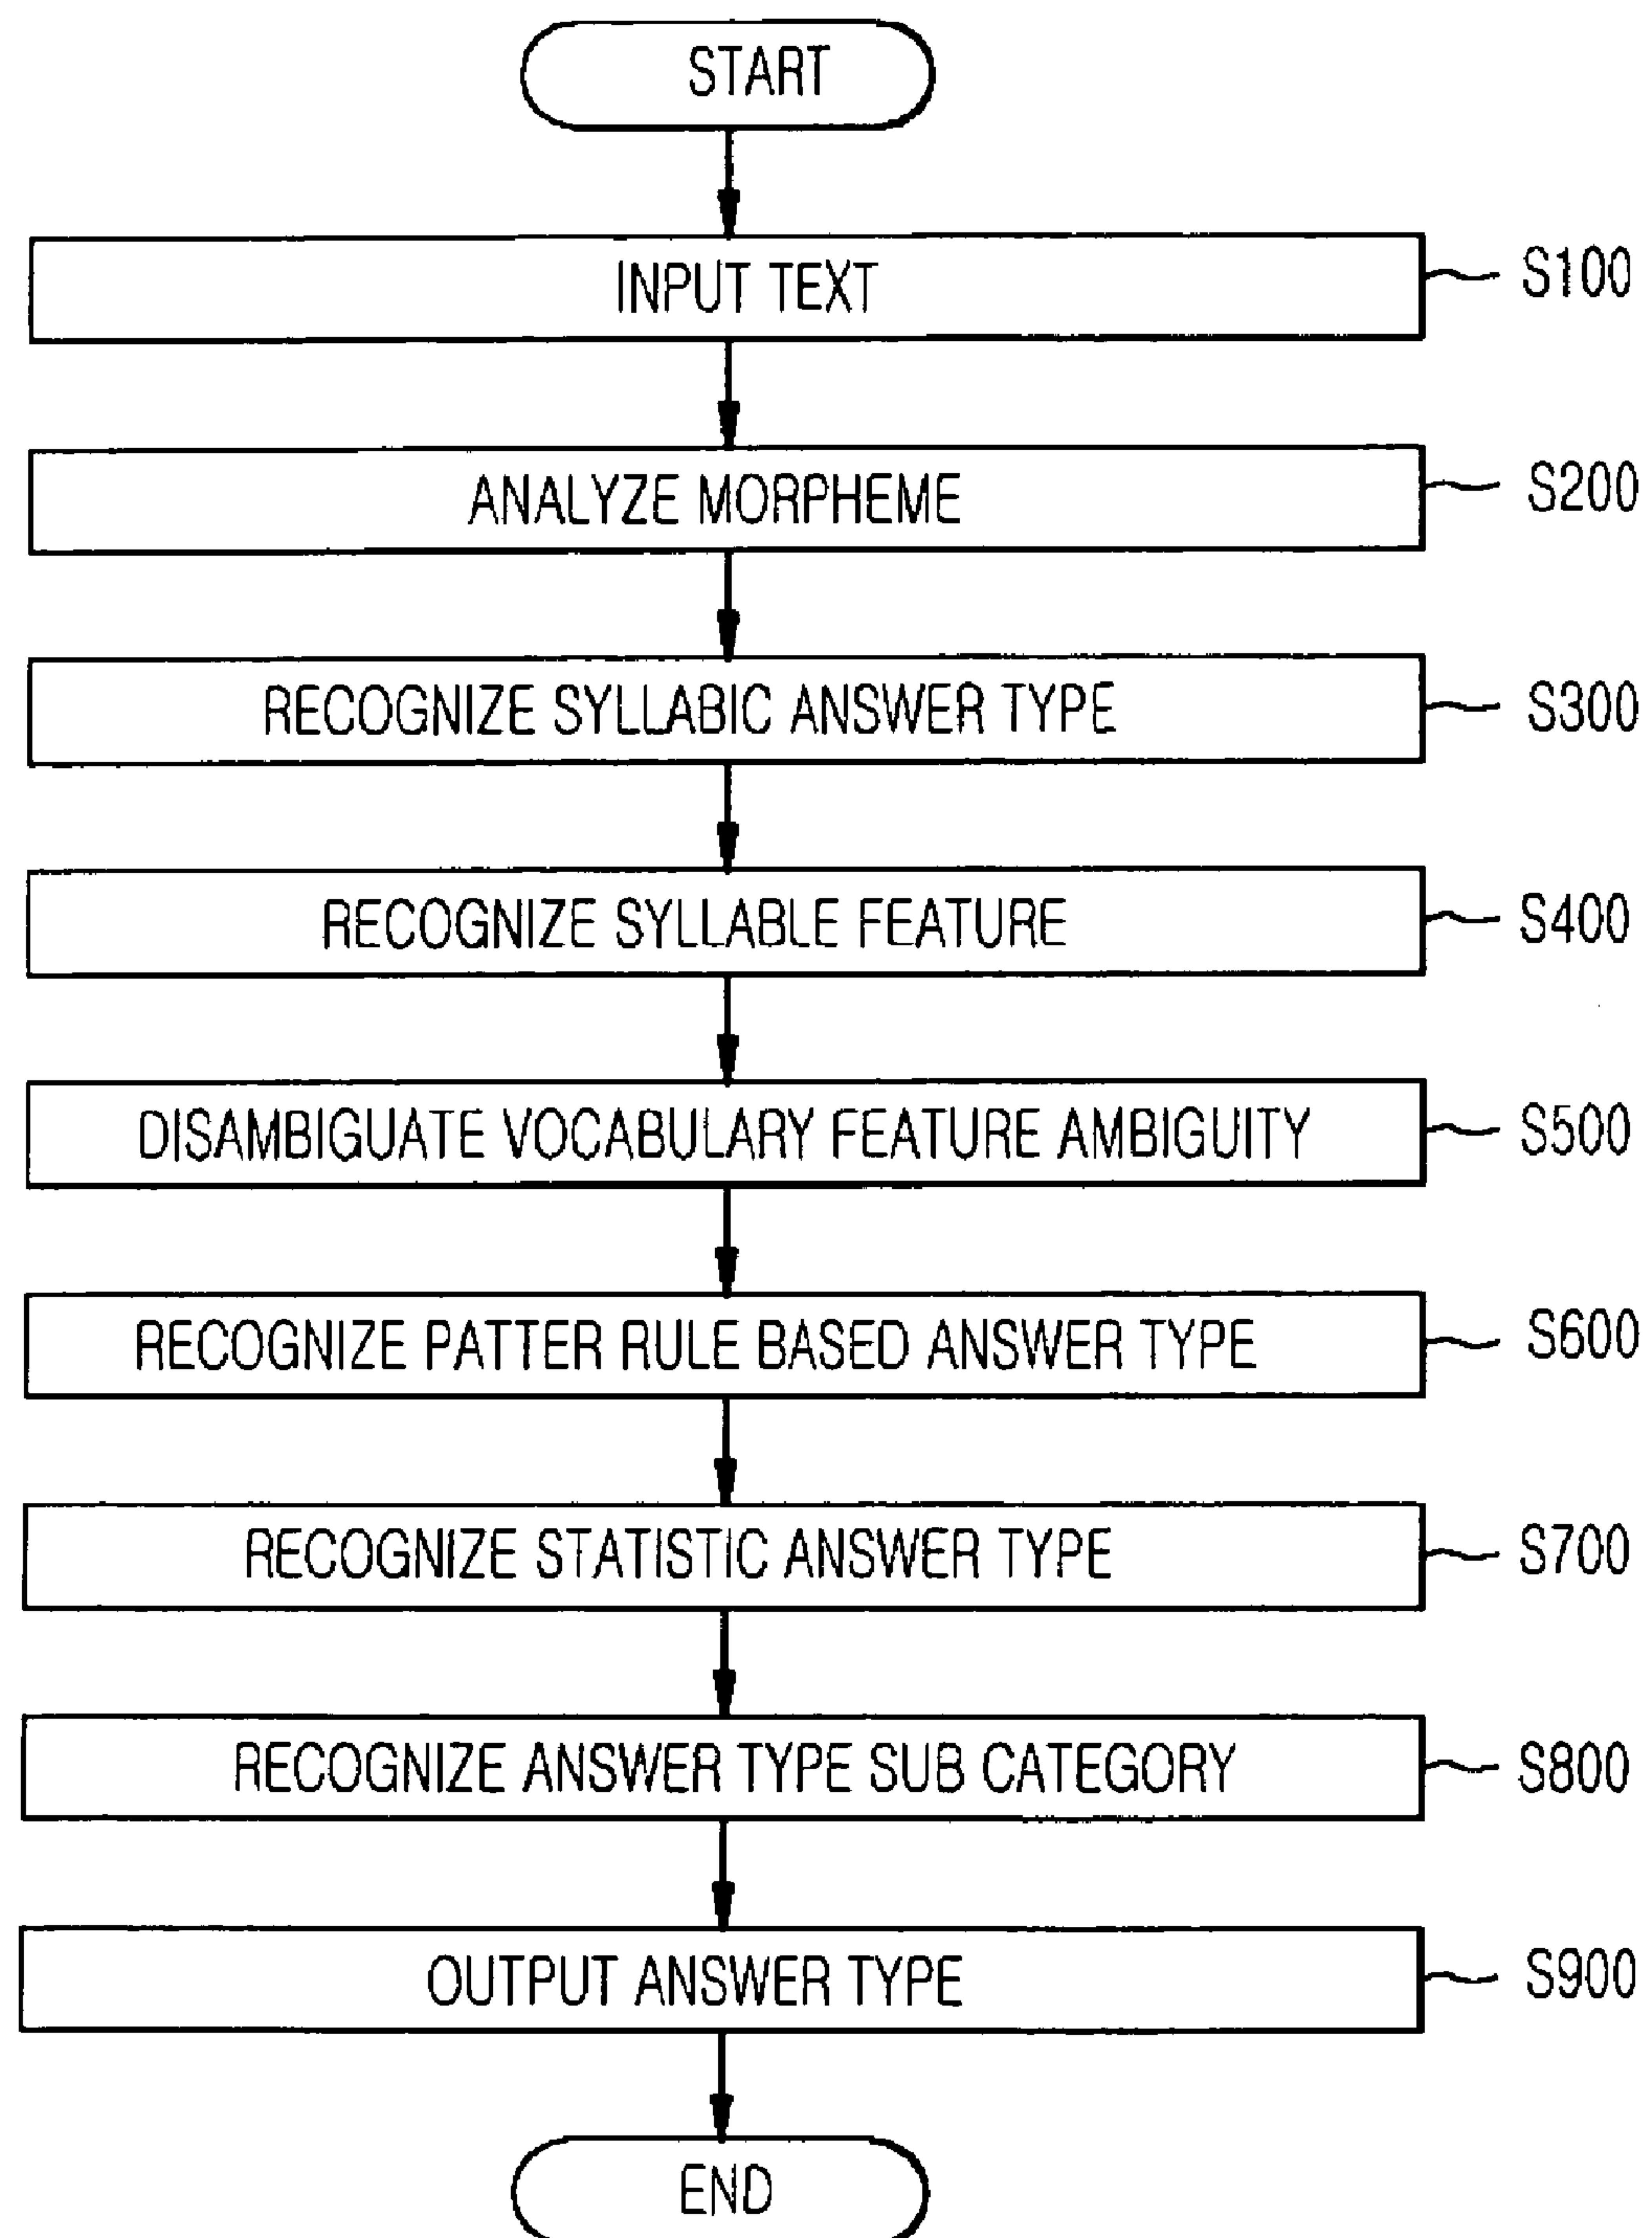 START
INPUT TEXT S100
ANALYZE MORPHEME S200
RECOGNIZE SYLLABIC ANSWER TYPE S300
RECOGNIZE SYLLABLE FEATURE S400
DISAMBIGUATE VOCABULARY FEATURE AMBIGUITY S500
RECOGNIZE PATTER RULE BASED ANSWER TYPE S600
RECOGNIZE STATISTIC ANSWER TYPE S700
RECOGNIZE ANSWER TYPE SUB CATEGORY S800
OUTPUT ANSWER TYPE S900
END